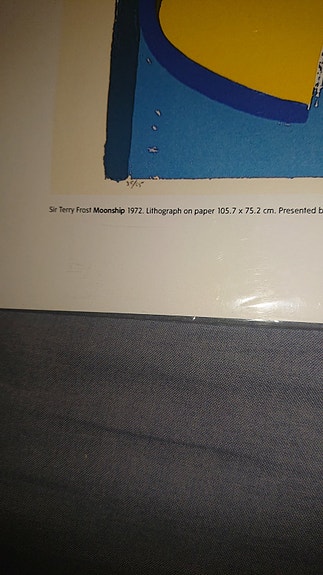 Sir Terry Frost Moonship 1972. Lithograph on paper 105.7 x 75.2 cm. Presented b